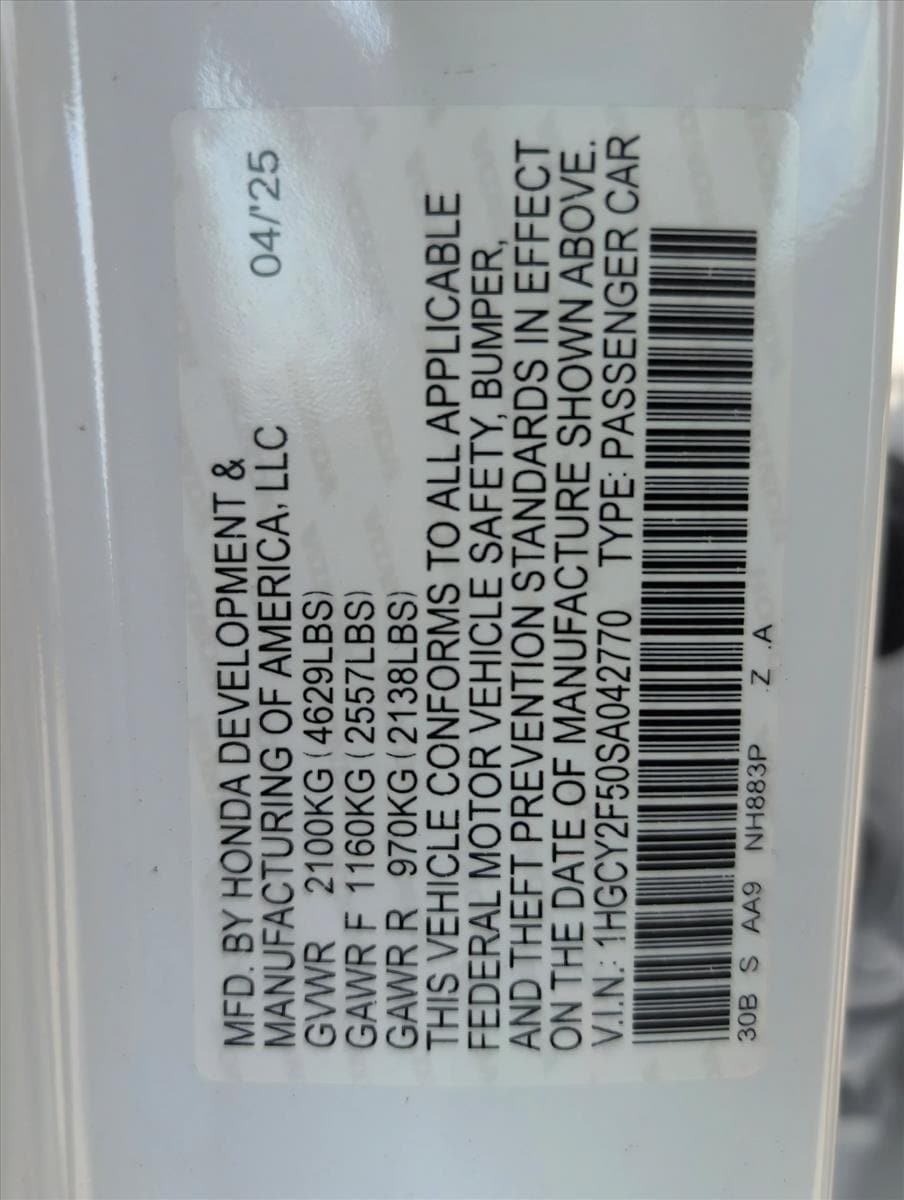 MFD. BY HONDA DEVELOPMENT &
MANUFACTURING OF AMERICA, LLC 04/'25
GVWR 2100KG (4629LBS)
GAWR F 1160KG (2557LBS)
GAWR R 970KG (2138LBS)
THIS VEHICLE CONFORMS TO ALL APPLICABLE
FEDERAL MOTOR VEHICLE SAFETY, BUMPER,
AND THEFT PREVENTION STANDARDS IN EFFECT
ON THE DATE OF MANUFACTURE SHOWN ABOVE.
V.I.N.: 1HGCY2F50SA042770 TYPE: PASSENGER CAR
30B S AA9 NH883P Z .A